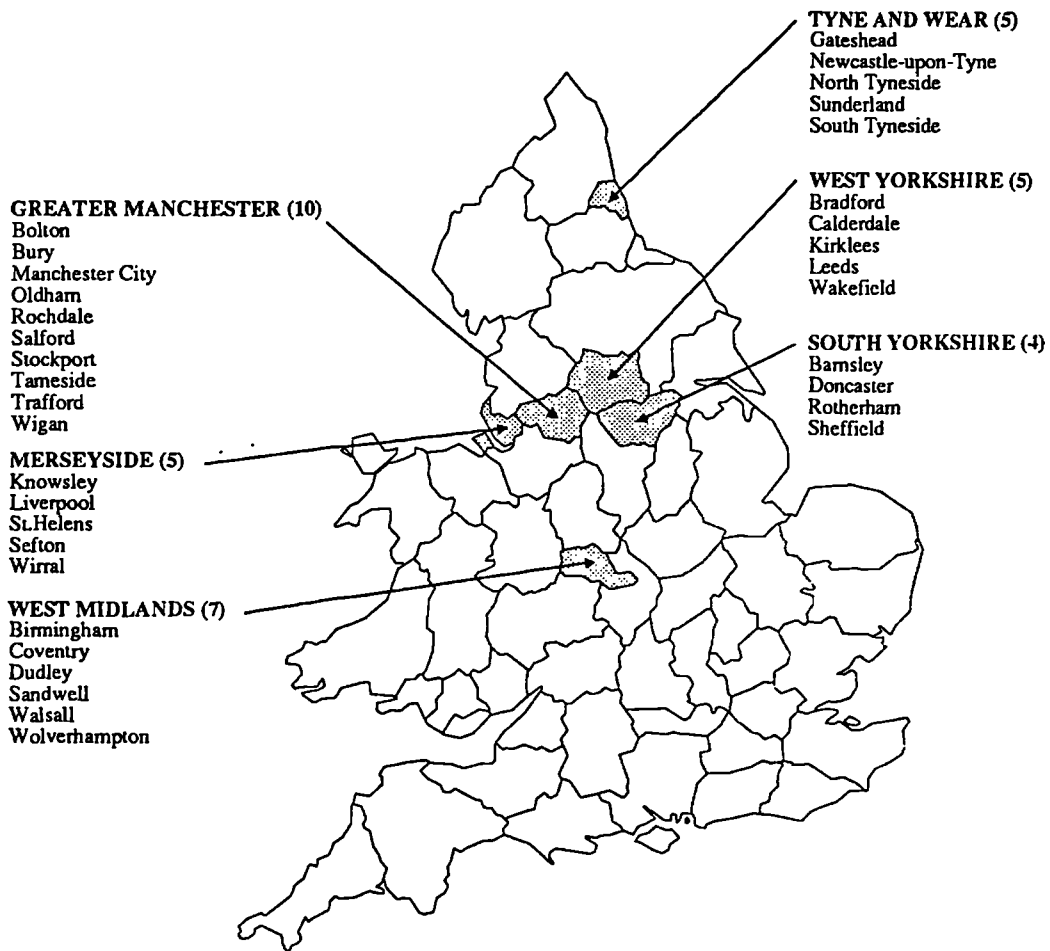 TYNE AND WEAR (5)
Gateshead
Newcastle-upon-Tyne
North Tyneside
Sunderland
South Tyneside
WEST YORKSHIRE (5)
Bradford
Calderdale
Kirklees
Leeds
Wakefield
SOUTH YORKSHIRE (4)
Barnsley
Doncaster
Rotherham
Sheffield
GREATER MANCHESTER (10)
Bolton
Bury
Manchester City
Oldham
Rochdale
Salford
Stockport
Tameside
Trafford
Wigan
MERSEYSIDE (5)
Knowsley
Liverpool
St.Helens
Sefton
Wirral
WEST MIDLANDS (7)
Birmingham
Coventry
Dudley
Sandwell
Walsall
Wolverhampton